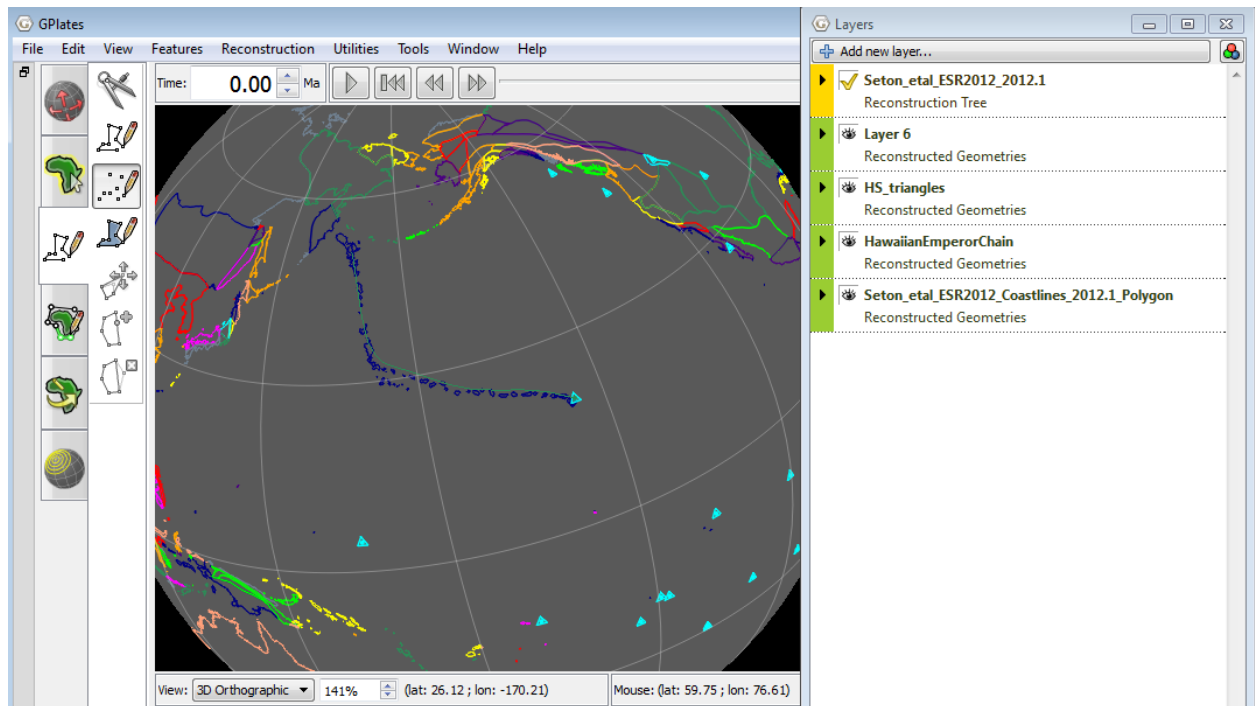 GPlates
File Edit View Features Reconstruction Utilities Tools Window Help
Time: 0.00 Ma
View: 3D Orthographic 141% (lat: 26.12 ; lon: -170.21) Mouse: (lat: 59.75 ; lon: 76.61)
Layers
Add new layer...
Seton_etal_ESR2012_2012.1
Reconstruction Tree
Layer 6
Reconstructed Geometries
HS_triangles
Reconstructed Geometries
HawaiianEmperorChain
Reconstructed Geometries
Seton_etal_ESR2012_Coastlines_2012.1_Polygon
Reconstructed Geometries